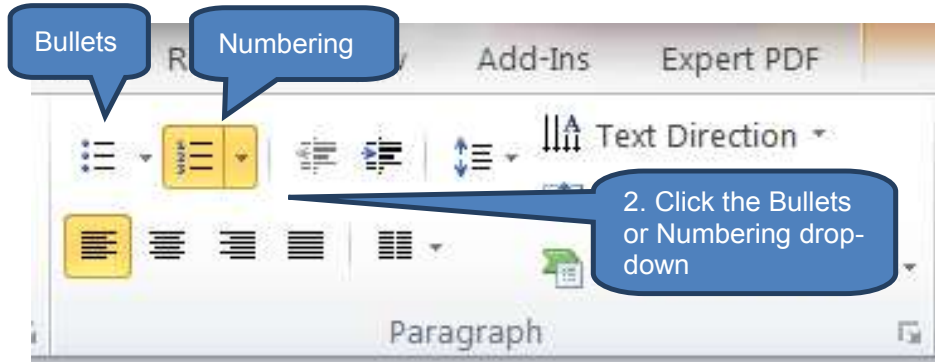 Bullets
Numbering
Add-Ins
Expert PDF
Text Direction
2. Click the Bullets
or Numbering drop-
down
Paragraph